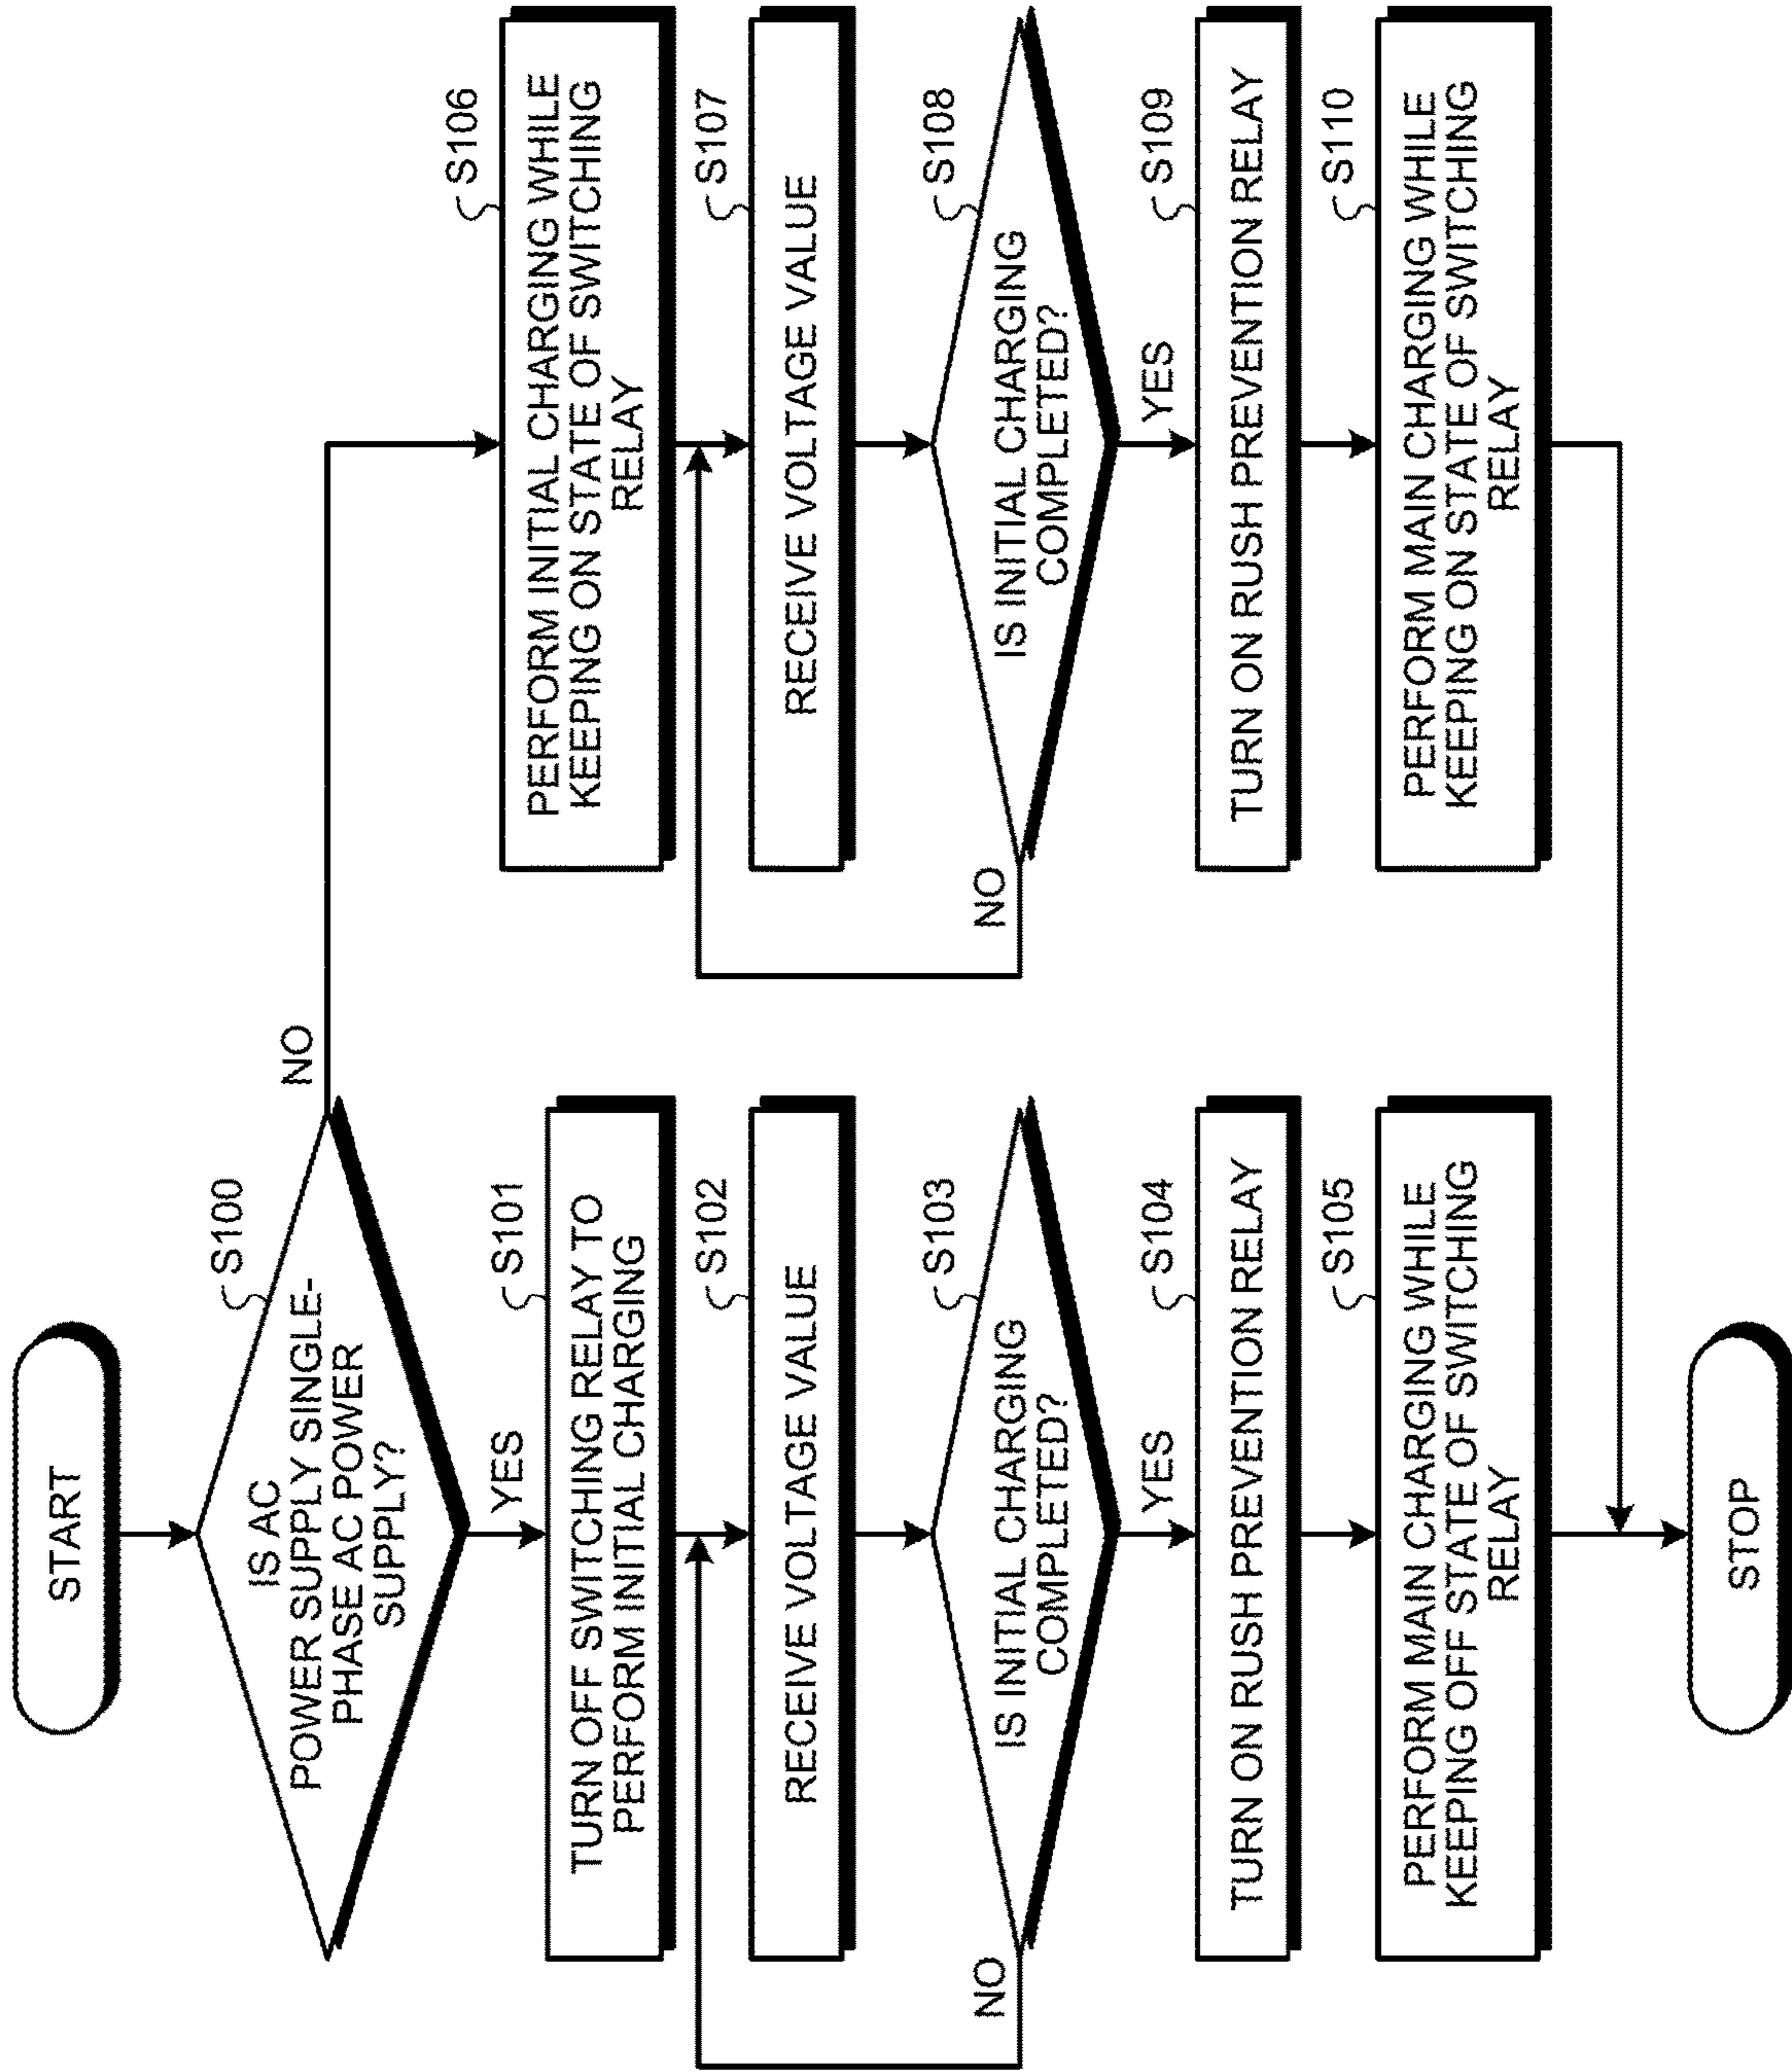 START
S100
IS AC
POWER SUPPLY SINGLE-
PHASE AC POWER
SUPPLY?
NO
YES
S101
TURN OFF SWITCHING RELAY TO
PERFORM INITIAL CHARGING
S102
RECEIVE VOLTAGE VALUE
S103
IS INITIAL CHARGING
COMPLETED?
NO
YES
S104
TURN ON RUSH PREVENTION RELAY
S105
PERFORM MAIN CHARGING WHILE
KEEPING OFF STATE OF SWITCHING
RELAY
S106
PERFORM INITIAL CHARGING WHILE
KEEPING ON STATE OF SWITCHING
RELAY
S107
RECEIVE VOLTAGE VALUE
S108
IS INITIAL CHARGING
COMPLETED?
NO
YES
S109
TURN ON RUSH PREVENTION RELAY
S110
PERFORM MAIN CHARGING WHILE
KEEPING ON STATE OF SWITCHING
RELAY
STOP